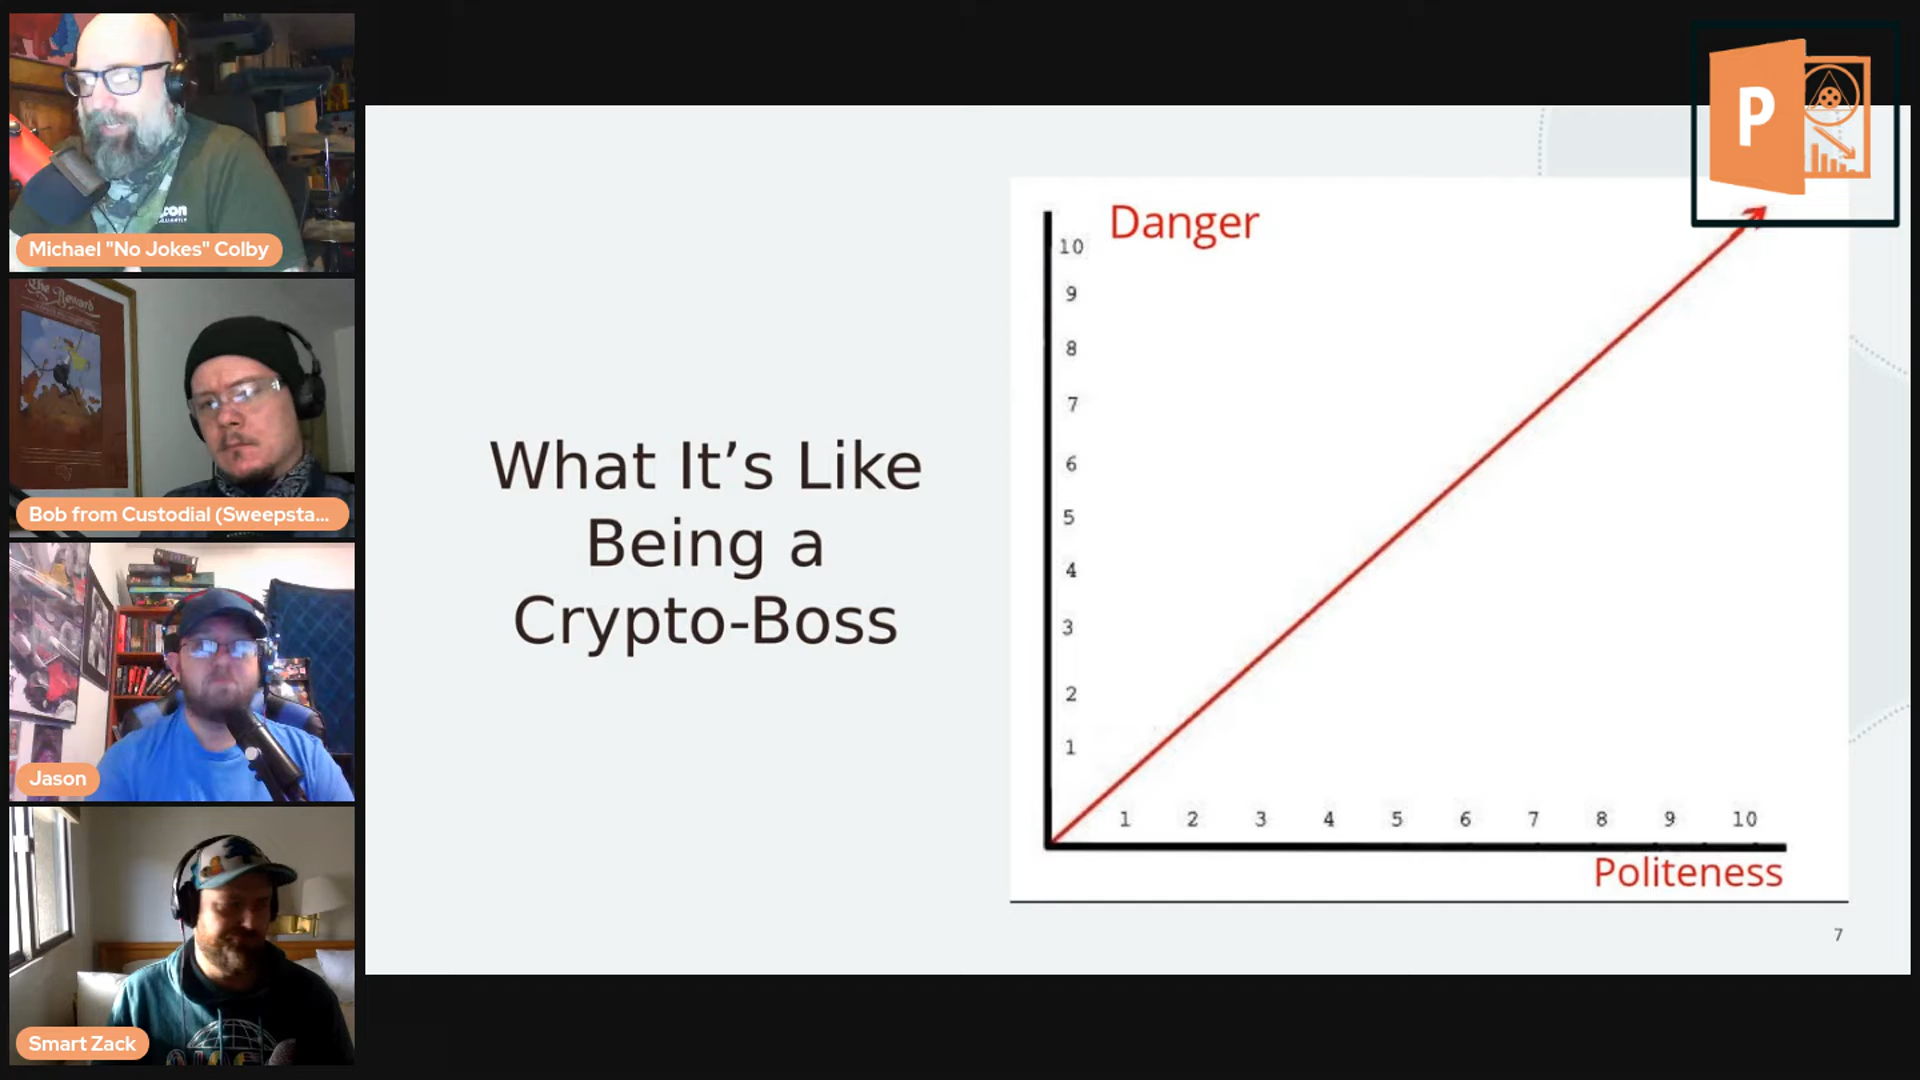 The Reward
Michael "No Jokes" Colby
Bob from Custodial (Sweepsta...
Jason
Smart Zack
What It’s Like
Being a
Crypto-Boss
Danger
10
9
8
7
6
5
4
3
2
1
1 2 3 4 5 6 7 8 9 10
Politeness
7
P